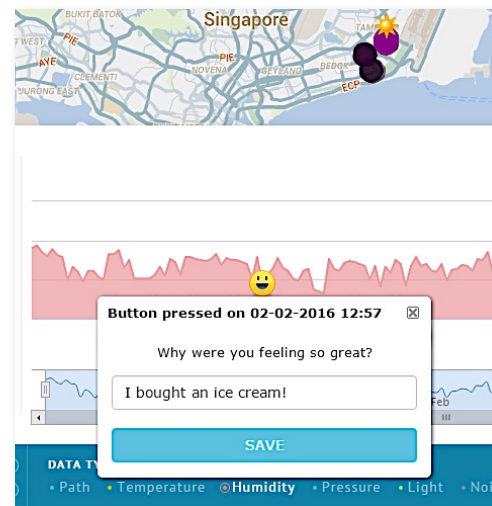 BUKIT BATOK
Singapore
TAMP
G WEST
PIE
PIE
AYE
NOVENA
GEYLANG
BEDOK
CLEMENTI
JURONG EAST
ECP
Button pressed on 02-02-2016 12:57
Why were you feeling so great?
I bought an ice cream!
Feb
SAVE
DATA TY
Path Temperature Humidity Pressure Light Noi